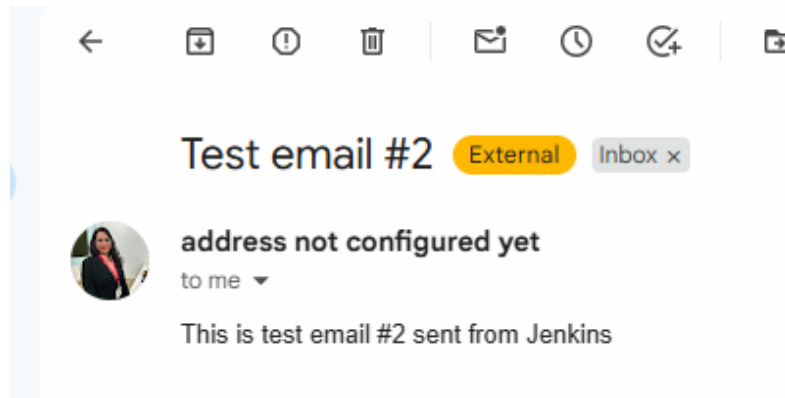 Test email #2 External Inbox ×
address not configured yet
to me
This is test email #2 sent from Jenkins